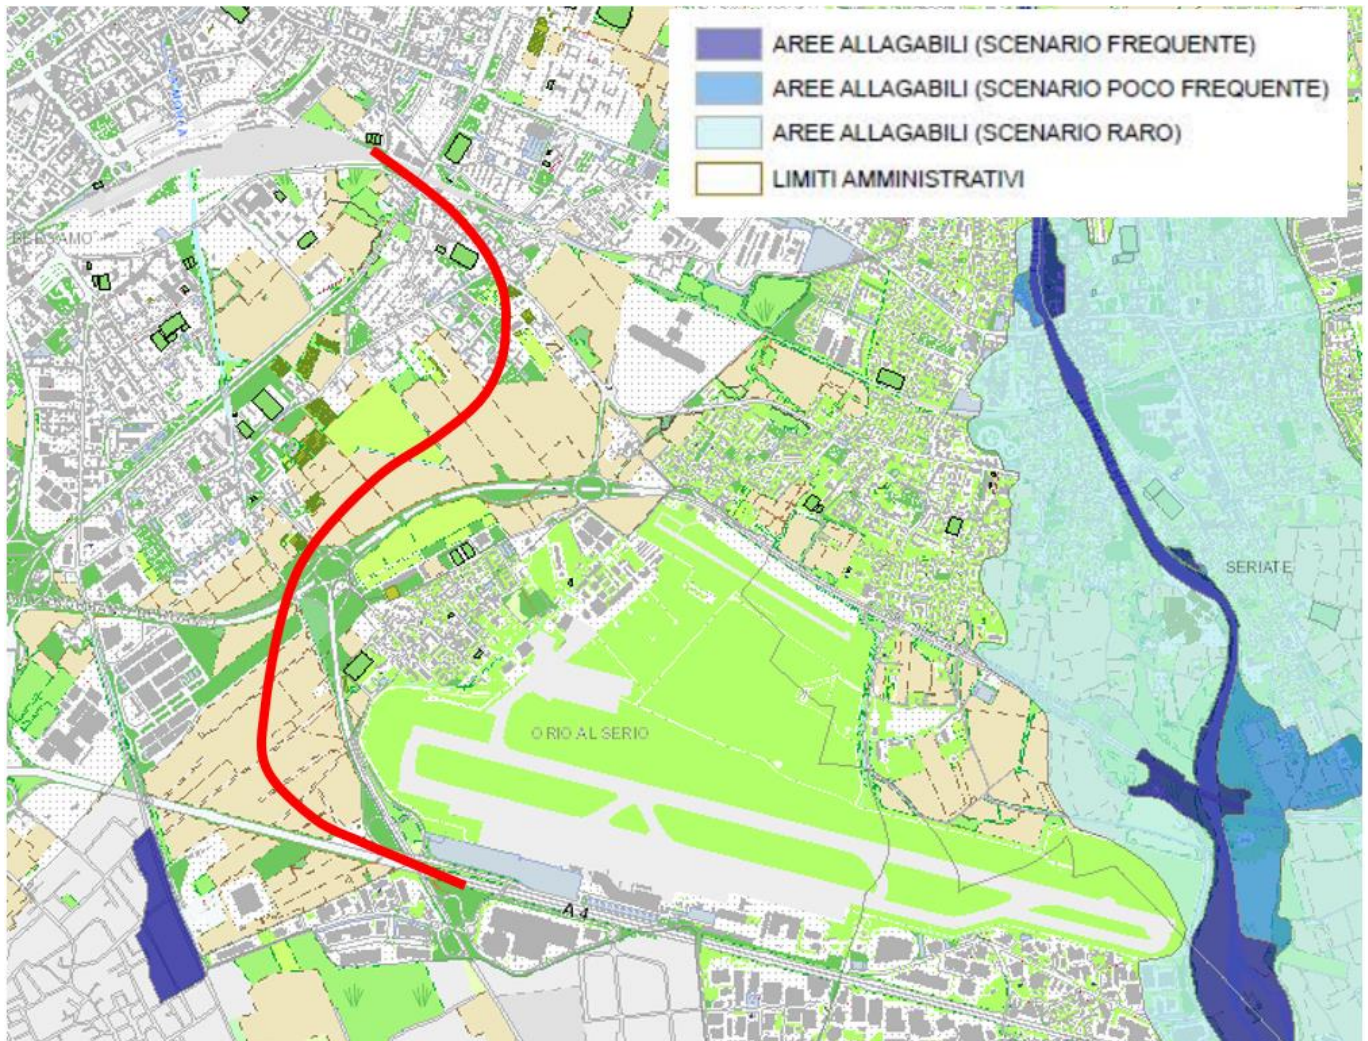 AREE ALLAGABILI (SCENARIO FREQUENTE)
AREE ALLAGABILI (SCENARIO POCO FREQUENTE)
AREE ALLAGABILI (SCENARIO RARO)
LIMITI AMMINISTRATIVI
BERGAMO
SERIATE
ORIO AL SERIO
A 4